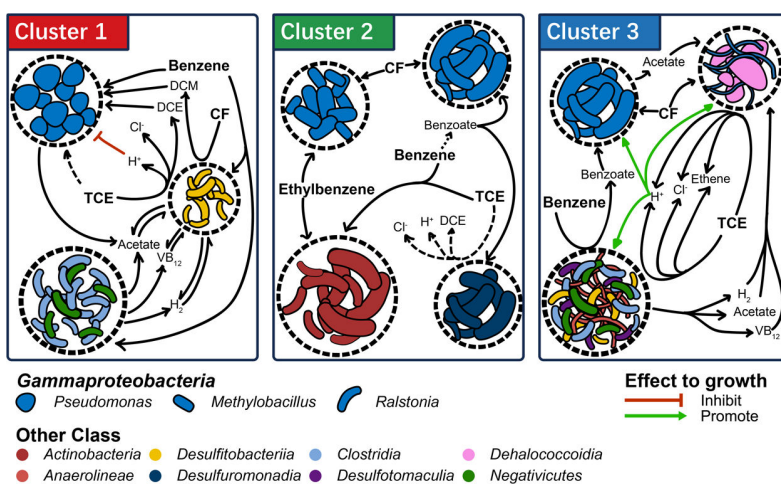 Cluster 1
Benzene
DCM
DCE
CF
Cl-
H+
TCE
Acetate
VB12
H2
Cluster 2
CF
Benzoate
Benzene
Ethylbenzene
TCE
Cl-
H+
DCE
Cluster 3
Acetate
CF
Benzoate
Ethene
Cl-
H+
Benzene
TCE
H2
Acetate
VB12
Gammaproteobacteria
Pseudomonas Methylobacillus Ralstonia
Effect to growth
Inhibit
Promote
Other Class
Actinobacteria Desulfitobacteriia Clostridia Dehalococcoidia
Anaerolineae Desulfuromonadia Desulfotomaculia Negativicutes